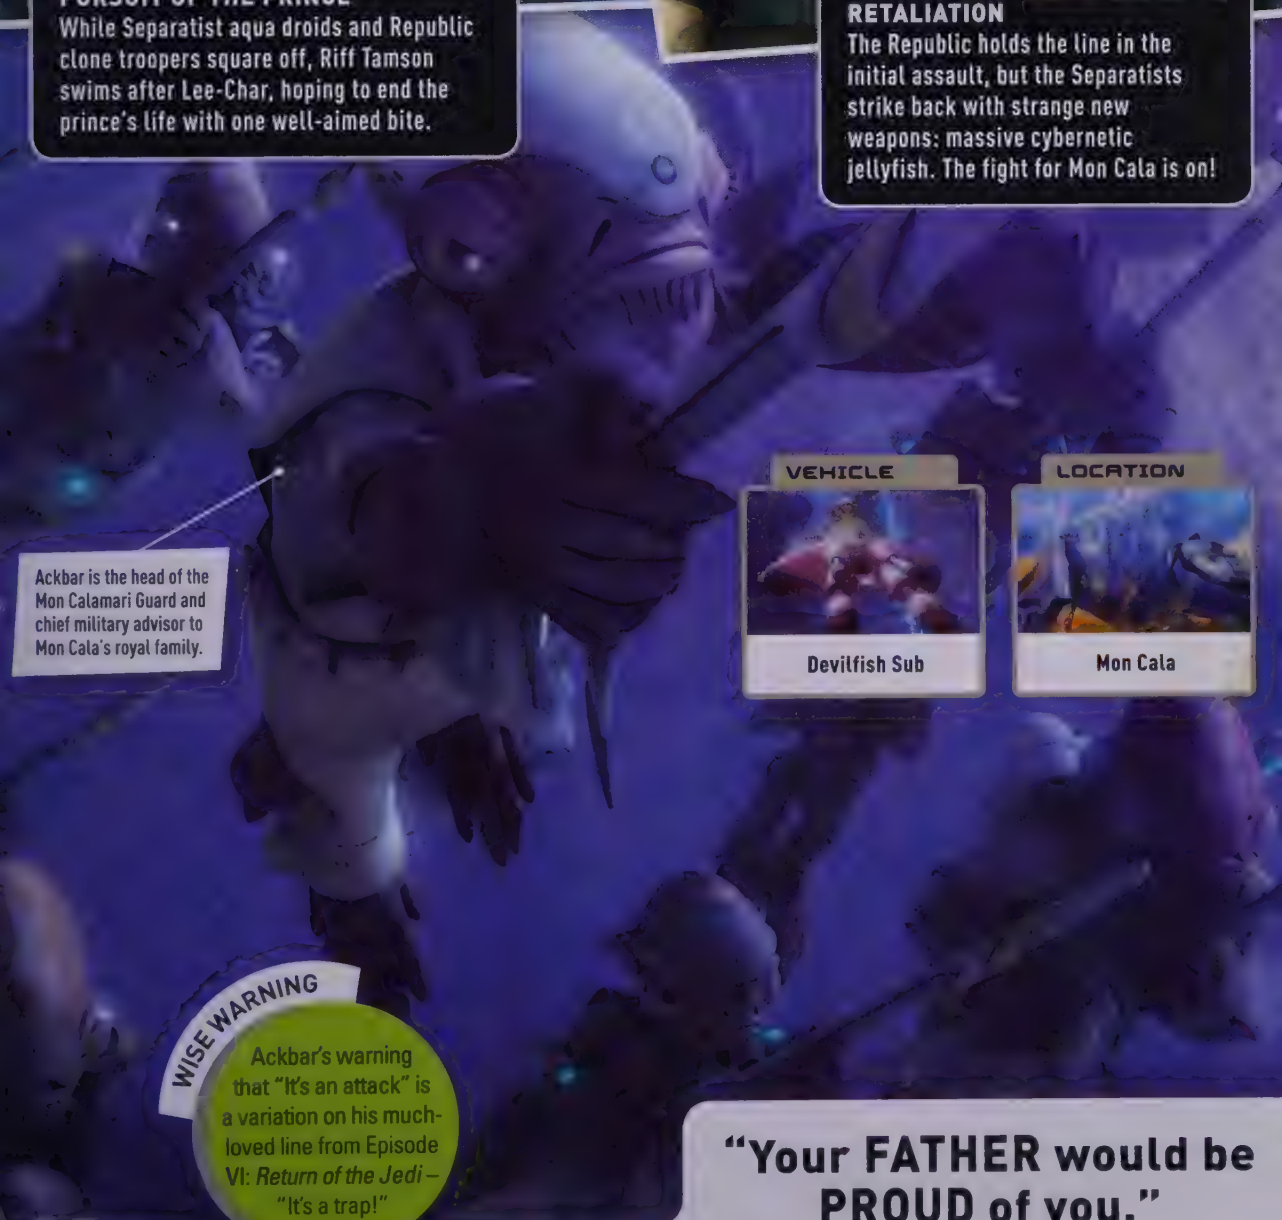 PURSUIT OF THE PRINCE
While Separatist aqua droids and Republic
clone troopers square off, Riff Tamson
swims after Lee-Char, hoping to end the
prince's life with one well-aimed bite.
RETALIATION
The Republic holds the line in the
initial assault, but the Separatists
strike back with strange new
weapons: massive cybernetic
jellyfish. The fight for Mon Cala is on!
VEHICLE
Devilfish Sub
LOCATION
Mon Cala
Ackbar is the head of the
Mon Calamari Guard and
chief military advisor to
Mon Cala's royal family.
WISE WARNING
Ackbar's warning
that “It's an attack” is
a variation on his much-
loved line from Episode
VI: Return of the Jedi –
“It's a trap!”
“Your FATHER would be
PROUD of you.”